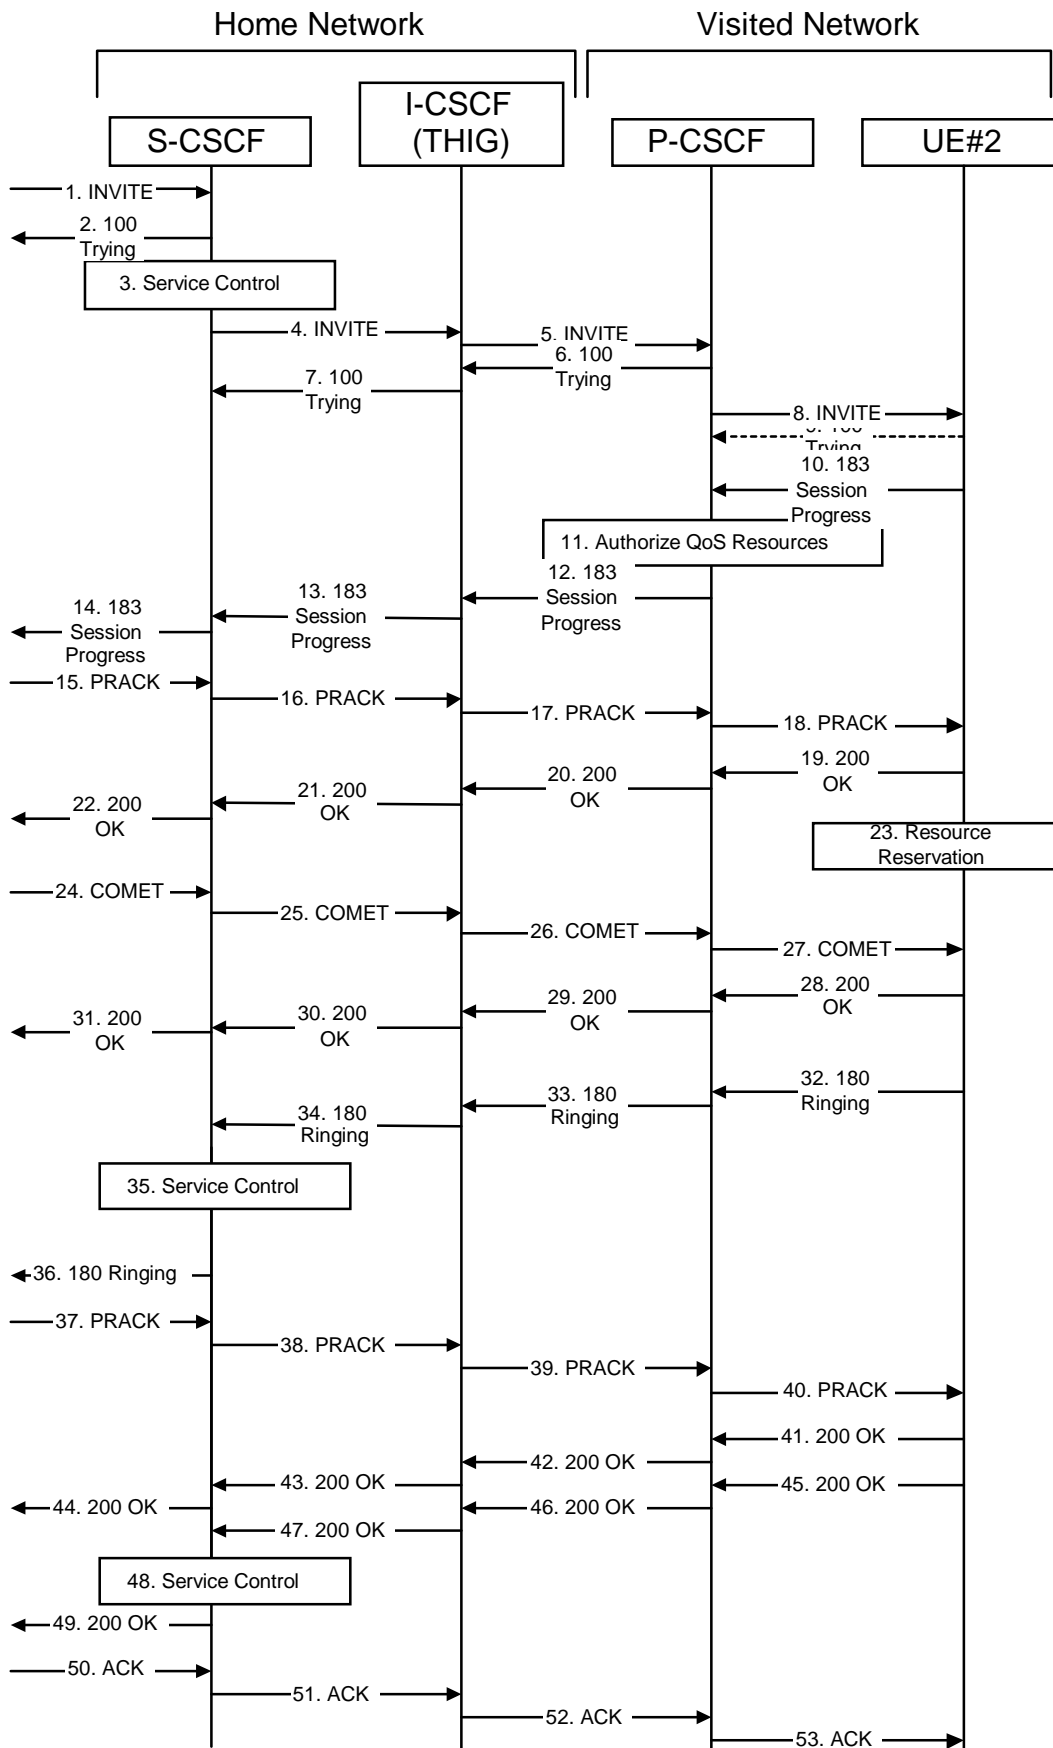 Home Network
Visited Network
S-CSCF
I-CSCF
(THIG)
P-CSCF
UE#2
1. INVITE
2. 100
Trying
3. Service Control
4. INVITE
5. INVITE
6. 100
Trying
7. 100
Trying
8. INVITE
9. 100
Trying
10. 183
Session
Progress
11. Authorize QoS Resources
12. 183
Session
Progress
13. 183
Session
Progress
14. 183
Session
Progress
15. PRACK
16. PRACK
17. PRACK
18. PRACK
19. 200
OK
20. 200
OK
21. 200
OK
22. 200
OK
23. Resource
Reservation
24. COMET
25. COMET
26. COMET
27. COMET
28. 200
OK
29. 200
OK
30. 200
OK
31. 200
OK
32. 180
Ringing
33. 180
Ringing
34. 180
Ringing
35. Service Control
36. 180 Ringing
37. PRACK
38. PRACK
39. PRACK
40. PRACK
41. 200 OK
42. 200 OK
43. 200 OK
44. 200 OK
45. 200 OK
46. 200 OK
47. 200 OK
48. Service Control
49. 200 OK
50. ACK
51. ACK
52. ACK
53. ACK